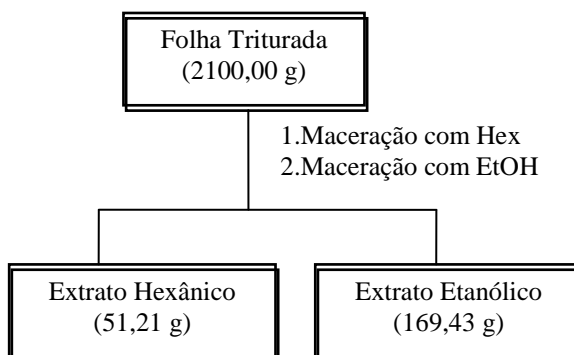 Folha Triturada
(2100,00 g)
1.Maceração com Hex
2.Maceração com EtOH
Extrato Hexânico
(51,21 g)
Extrato Etanólico
(169,43 g)